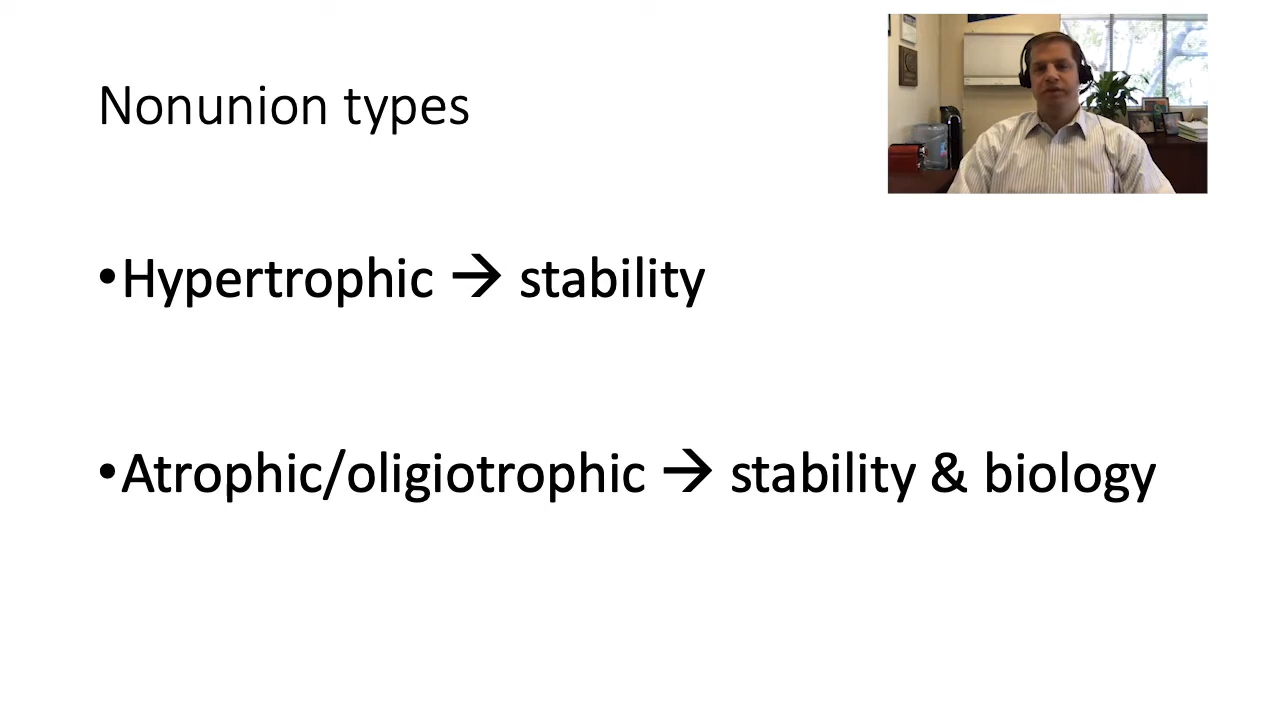 Nonunion types
•Hypertrophic → stability
•Atrophic/oligiotrophic → stability & biology